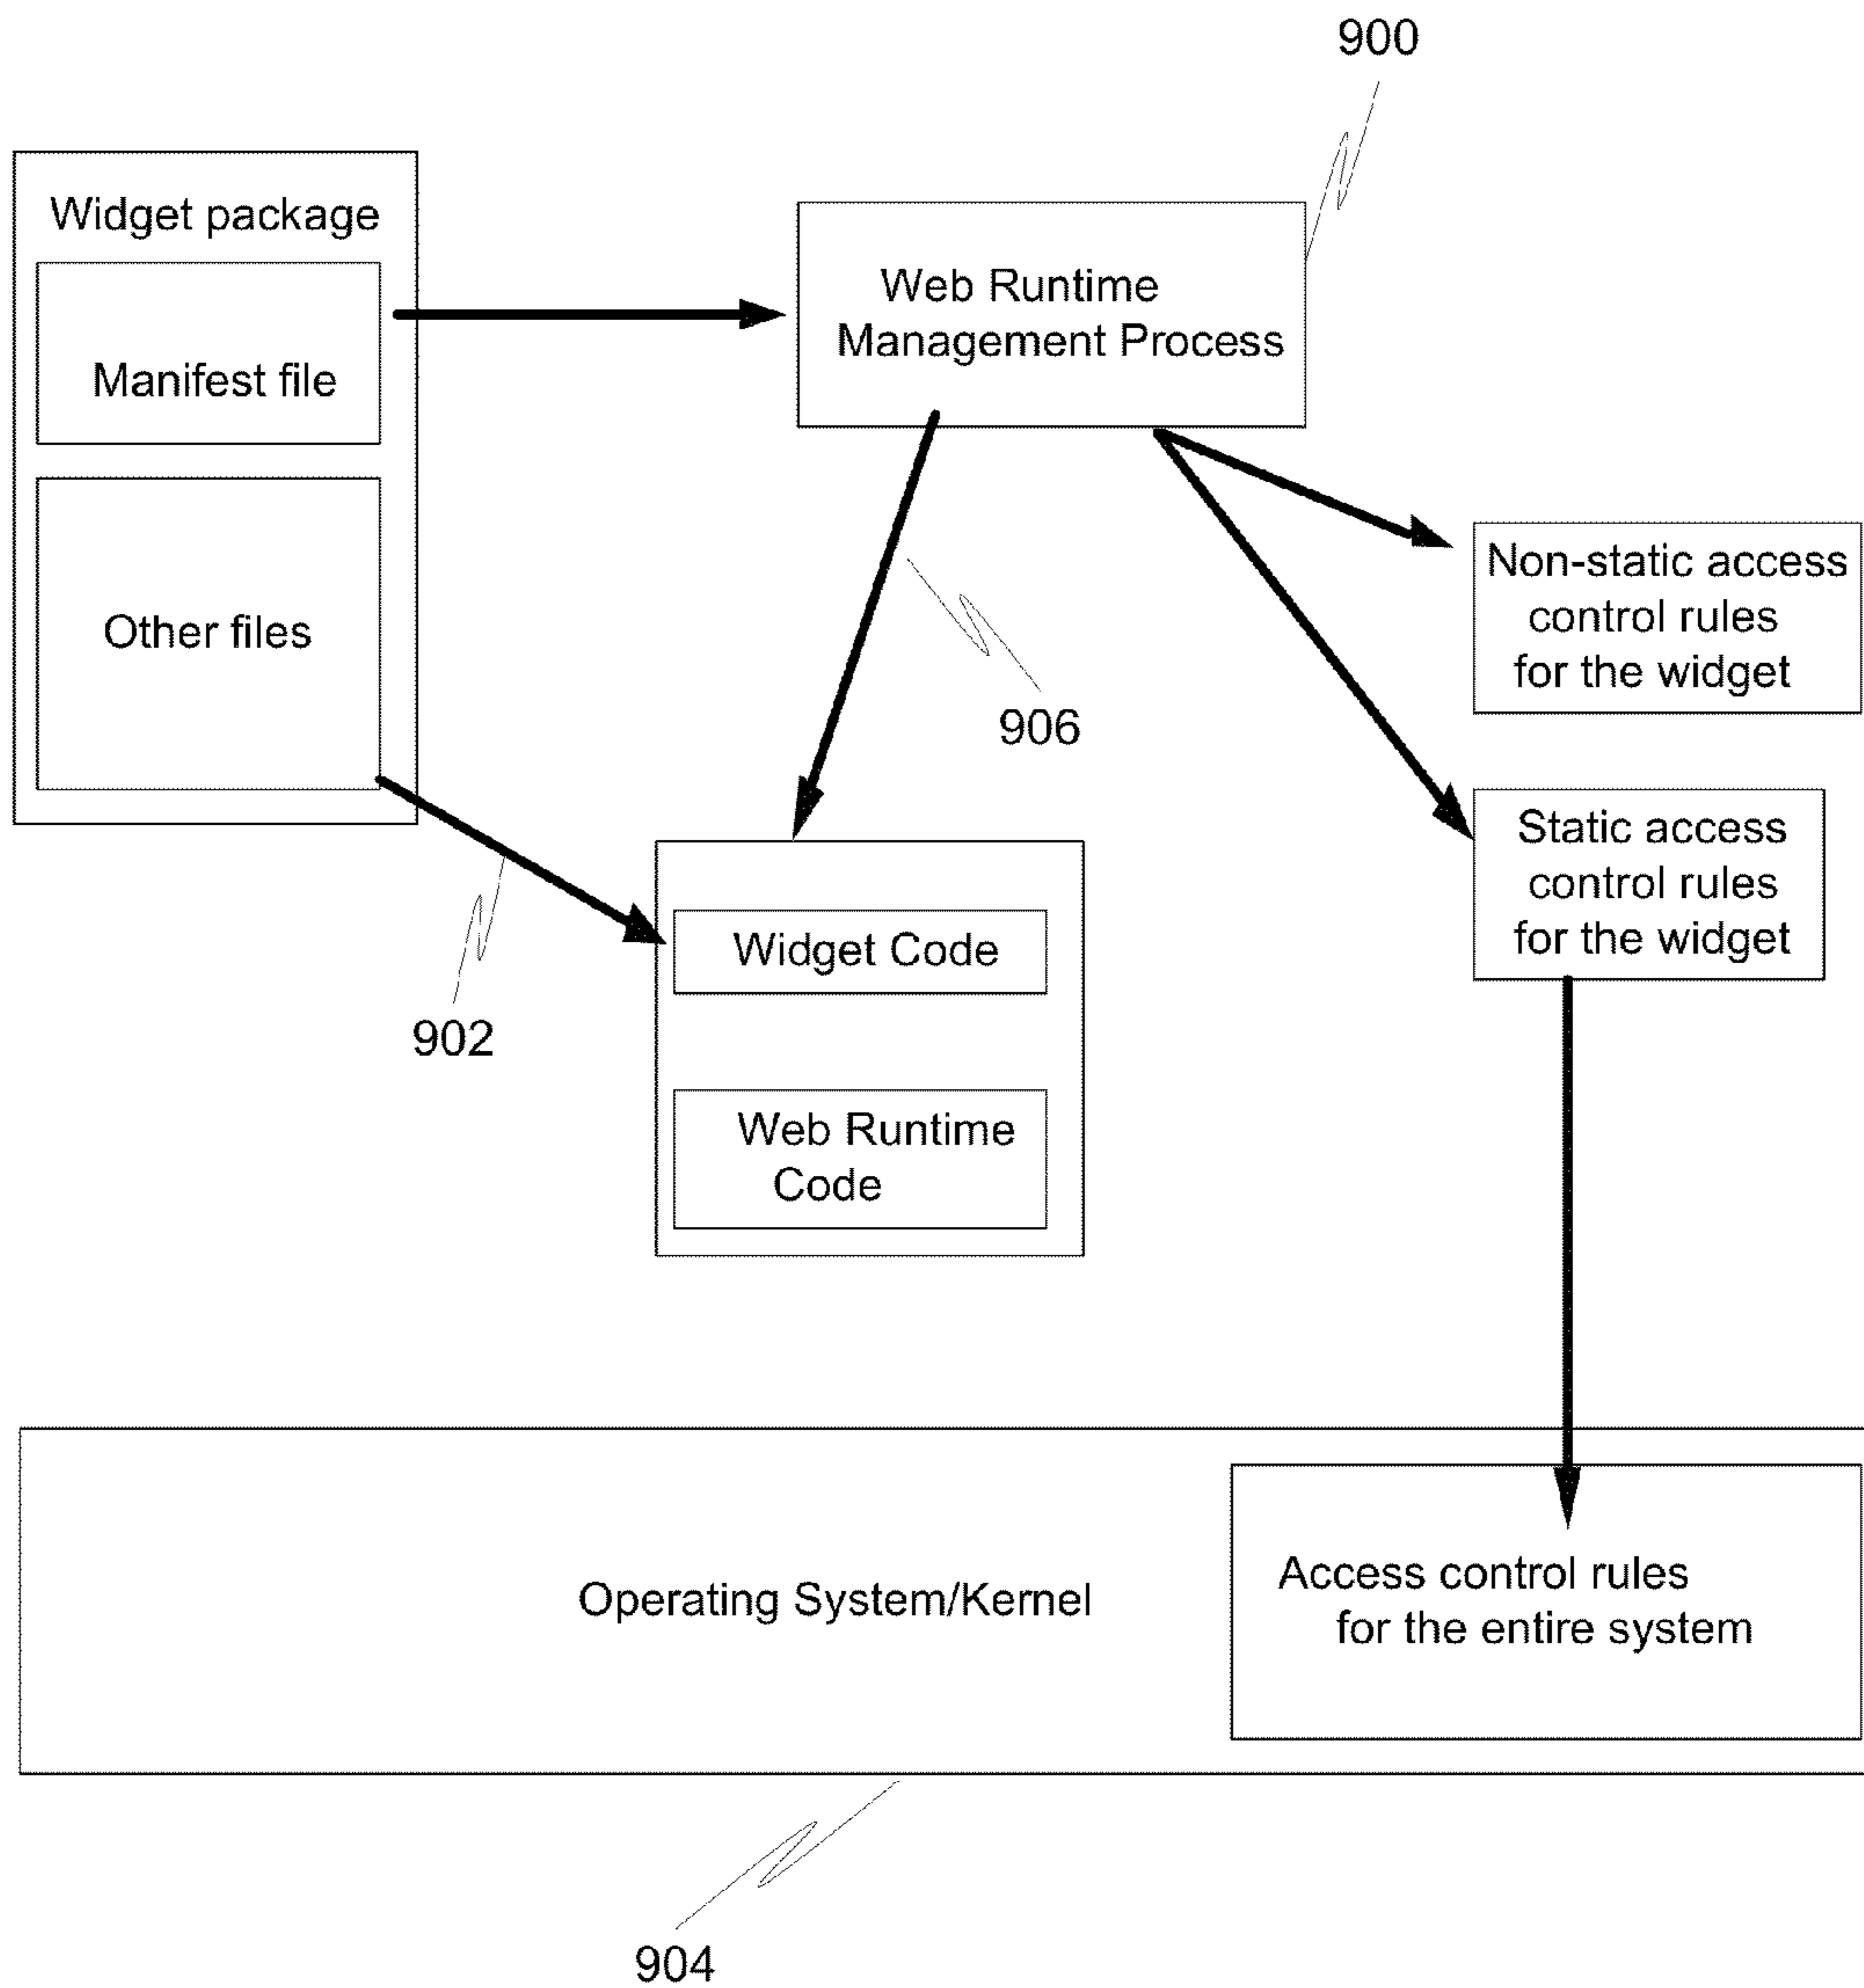 900
Widget package
Manifest file
Other files
Web Runtime
Management Process
906
Non-static access
control rules
for the widget
Static access
control rules
for the widget
902
Widget Code
Web Runtime
Code
Operating System/Kernel
Access control rules
for the entire system
904